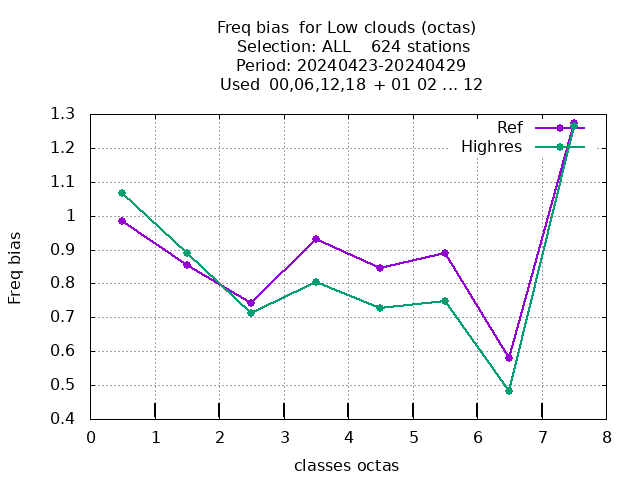 Freq bias  for Low clouds (octas)
Selection: ALL    624 stations
Period: 20240423-20240429
Used  00,06,12,18  + 01 02 ... 12
Ref
Highres
Freq bias
1.3
1.2
1.1
1
0.9
0.8
0.7
0.6
0.5
0.4
0 1 2 3 4 5 6 7 8
classes octas